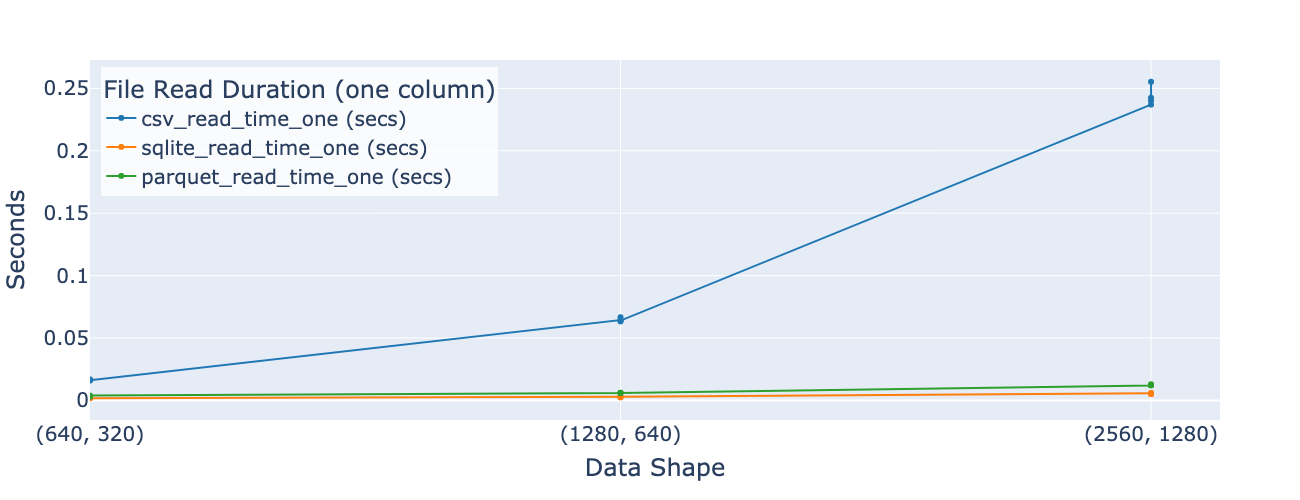 File Read Duration (one column)
csv_read_time_one (secs)
sqlite_read_time_one (secs)
parquet_read_time_one (secs)
0.25
0.2
0.15
0.1
0.05
0
Seconds
(640, 320)
(1280, 640)
(2560, 1280)
Data Shape